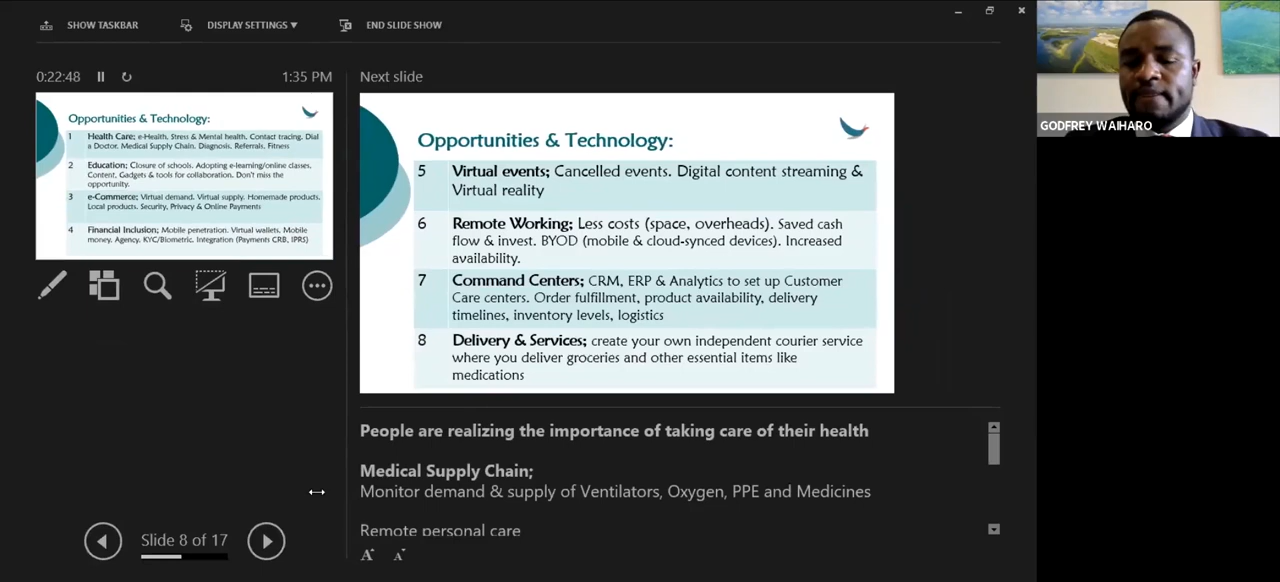 SHOW TASKBAR
DISPLAY SETTINGS ▼
END SLIDE SHOW
0:22:48
1:35 PM
Opportunities & Technology:
1 Health Care; e-Health, Stress & Mental health. Contact tracing. Dial
a Doctor. Medical Supply Chain. Diagnosis. Referrals. Fitness
2 Education; Closure of schools. Adopting e-learning/online classes.
Content, Gadgets & tools for collaboration. Don't miss the
opportunity.
3 e-Commerce; Virtual demand. Virtual supply. Homemade products.
Local products. Security, Privacy & Online Payments
4 Financial Inclusion; Mobile penetration. Virtual wallets, Mobile
money. Agency. KYC/Biometric. Integration (Payments CRB, IPRS)
Slide 8 of 17
Next slide
Opportunities & Technology:
5 Virtual events; Cancelled events. Digital content streaming &
Virtual reality
6 Remote Working; Less costs (space, overheads). Saved cash
flow & invest. BYOD (mobile & cloud-synced devices). Increased
availability.
7 Command Centers; CRM, ERP & Analytics to set up Customer
Care centers. Order fulfillment, product availability, delivery
timelines, inventory levels, logistics
8 Delivery & Services; create your own independent courier service
where you deliver groceries and other essential items like
medications
People are realizing the importance of taking care of their health
Medical Supply Chain;
Monitor demand & supply of Ventilators, Oxygen, PPE and Medicines
Remote personal care
A A
GODFREY WAIHARO